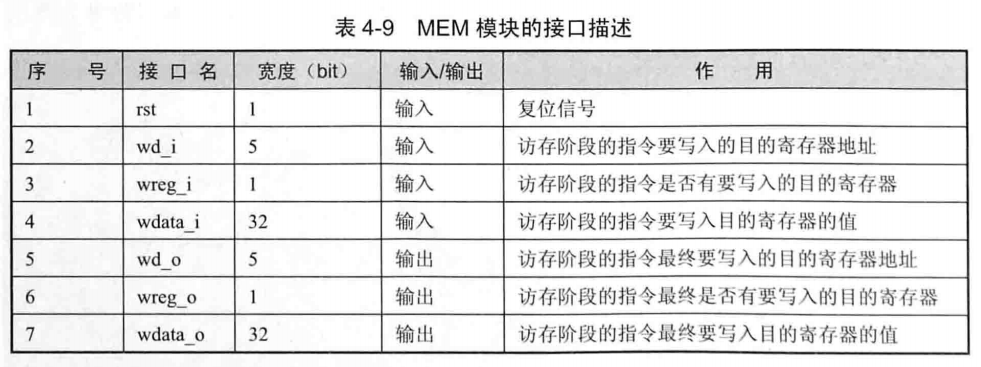 表 4-9 MEM 模块的接口描述
序 号 接 口 名 宽度（bit） 输入/输出 作 用
1 rst 1 输入 复位信号
2 wd_i 5 输入 访存阶段的指令要写入的目的寄存器地址
3 wreg_i 1 输入 访存阶段的指令是否有要写入的目的寄存器
4 wdata_i 32 输入 访存阶段的指令要写入目的寄存器的值
5 wd_o 5 输出 访存阶段的指令最终要写入的目的寄存器地址
6 wreg_o 1 输出 访存阶段的指令最终是否有要写入的目的寄存器
7 wdata_o 32 输出 访存阶段的指令最终要写入目的寄存器的值